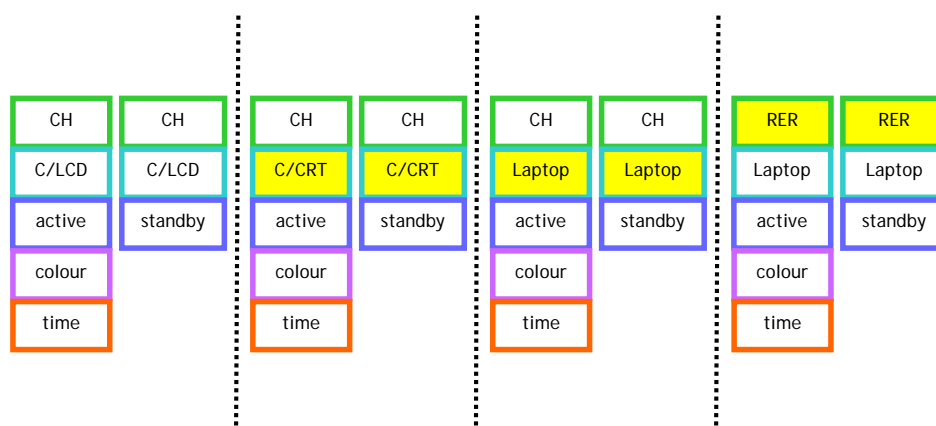 CH CH CH CH CH CH RER RER
C/LCD C/LCD C/CRT C/CRT Laptop Laptop Laptop Laptop
active standby active standby active standby active standby
colour colour colour colour
time time time time